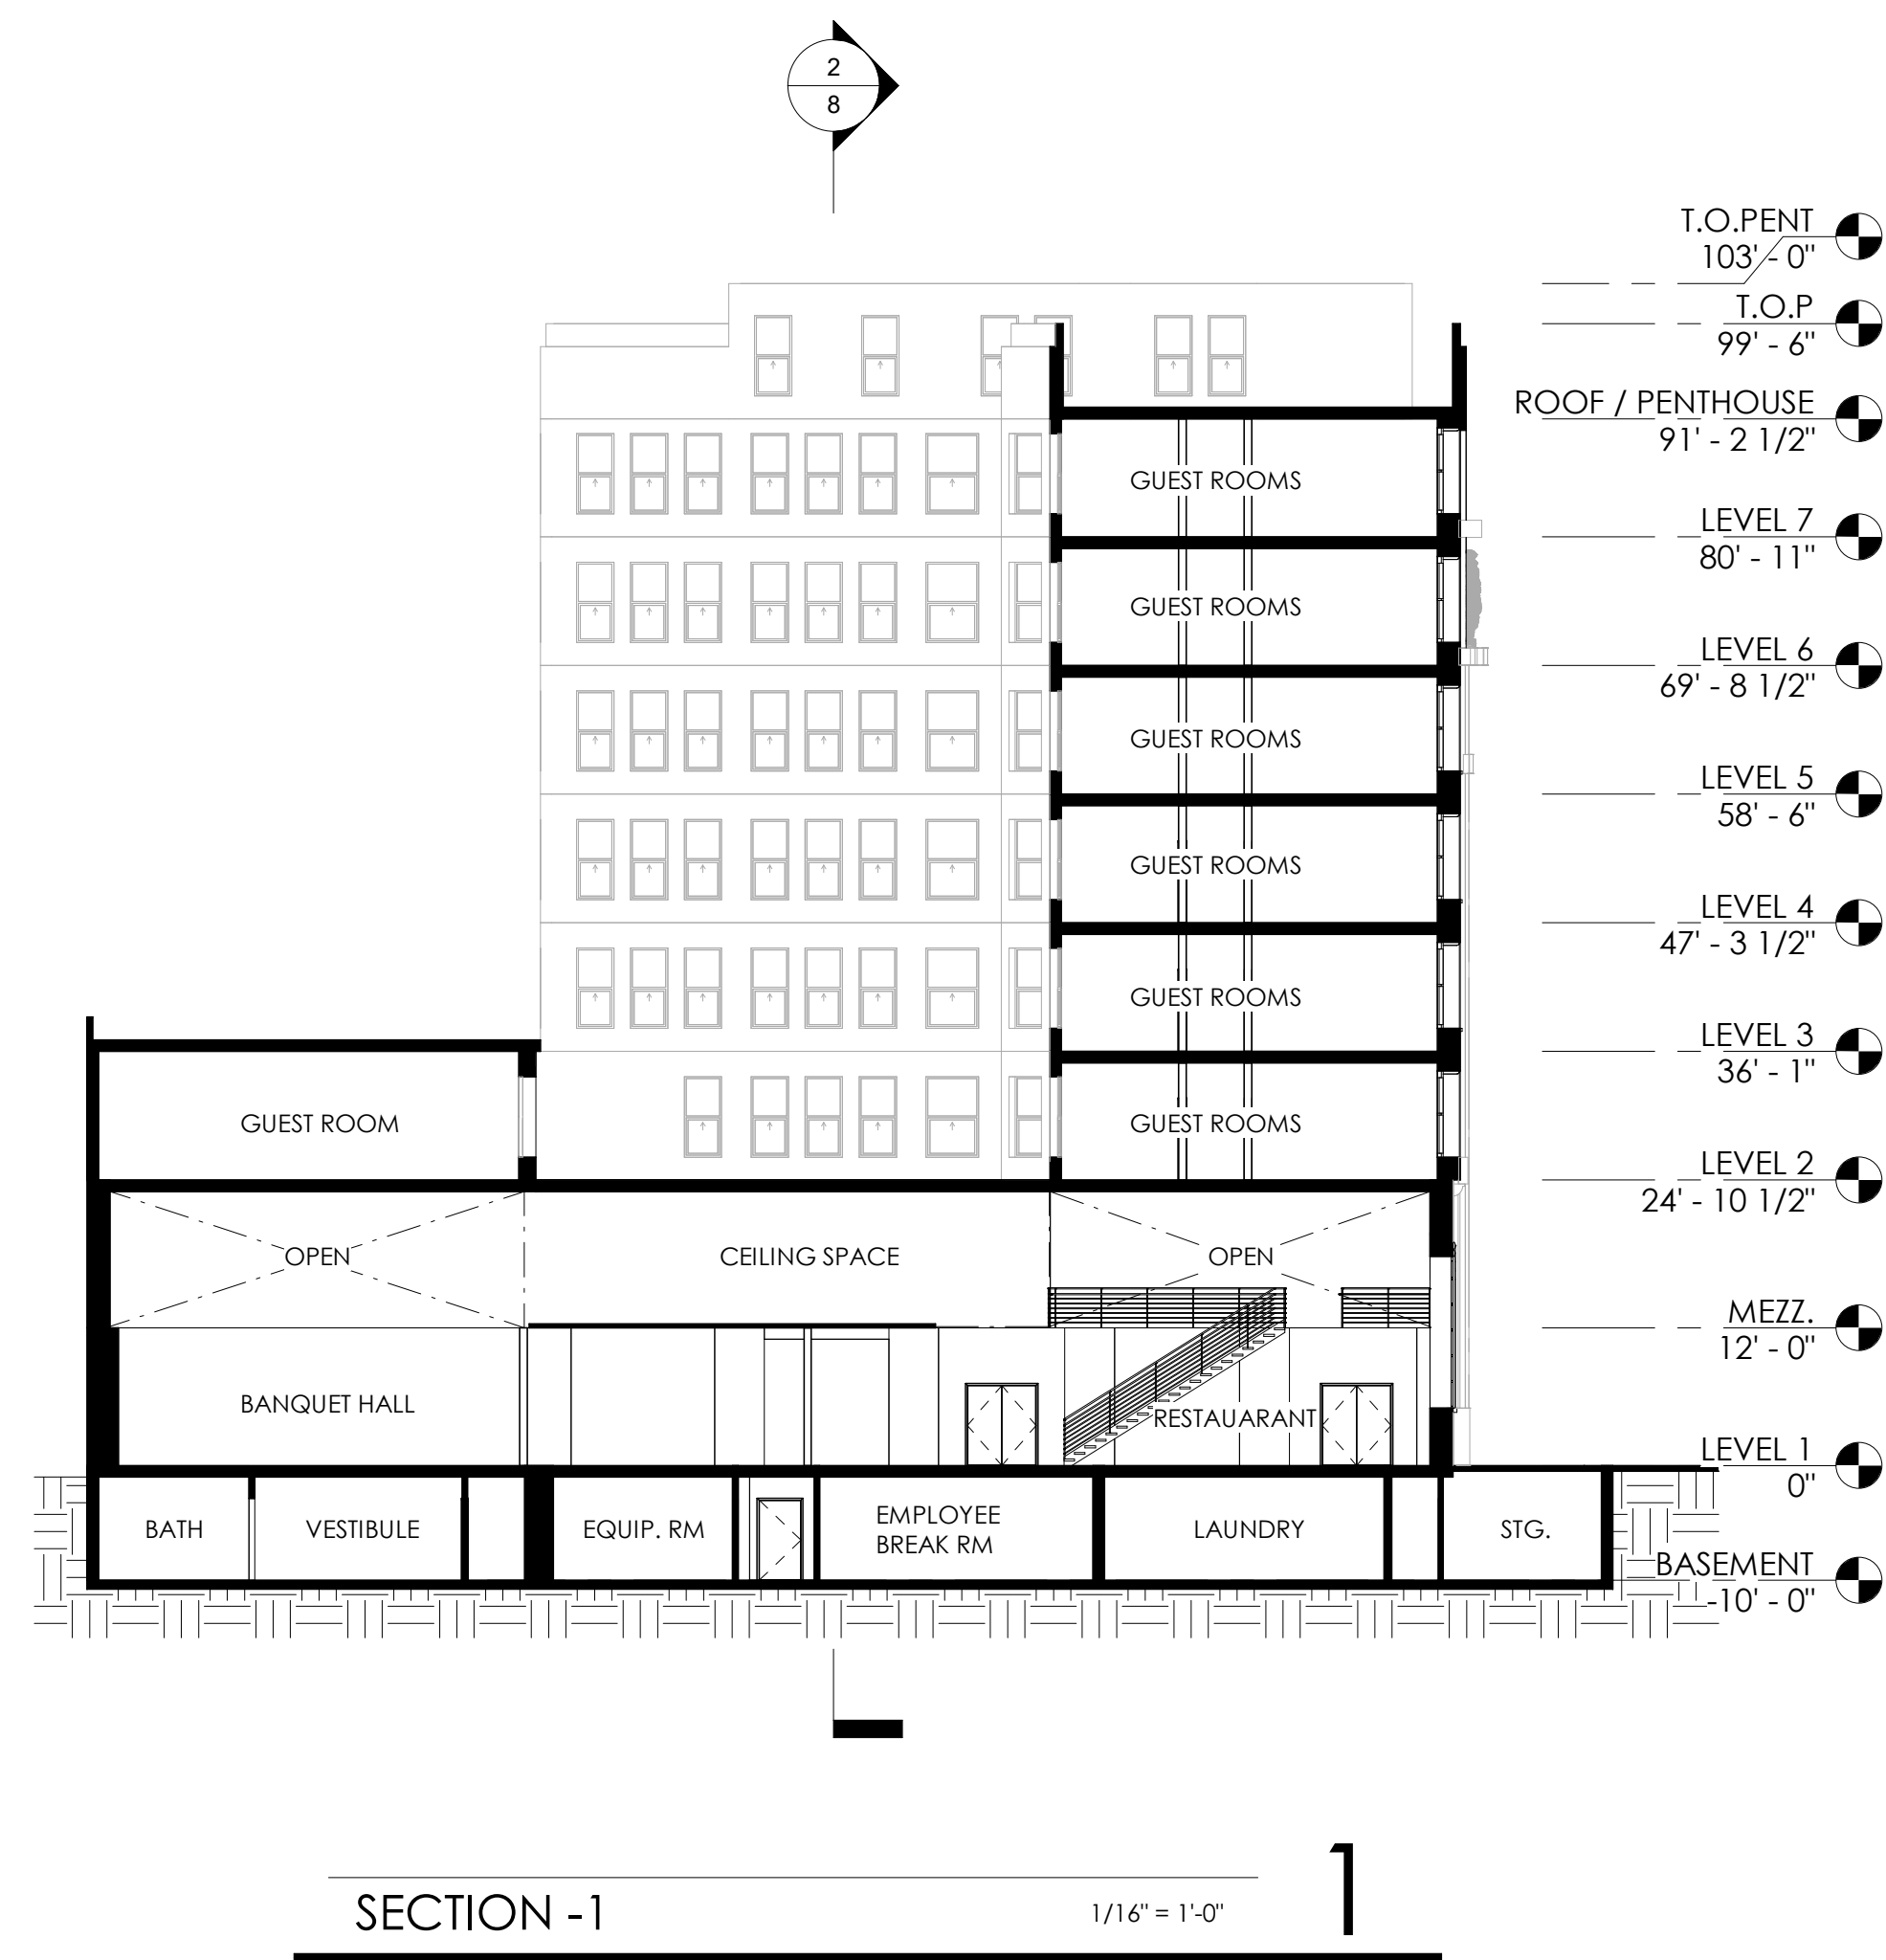 2
8
T.O.PENT
103' - 0"
T.O.P
99' - 6"
ROOF / PENTHOUSE
91' - 2 1/2"
GUEST ROOMS
LEVEL 7
80' - 11"
GUEST ROOMS
LEVEL 6
69' - 8 1/2"
GUEST ROOMS
LEVEL 5
58' - 6"
GUEST ROOMS
LEVEL 4
47' - 3 1/2"
GUEST ROOMS
LEVEL 3
36' - 1"
GUEST ROOM
GUEST ROOMS
LEVEL 2
24' - 10 1/2"
OPEN
CEILING SPACE
OPEN
MEZZ.
12' - 0"
BANQUET HALL
RESTAUARANT
LEVEL 1
0"
BATH
VESTIBULE
EQUIP. RM
EMPLOYEE
BREAK RM
LAUNDRY
STG.
BASEMENT
-10' - 0"
SECTION -1
1/16" = 1'-0"
1